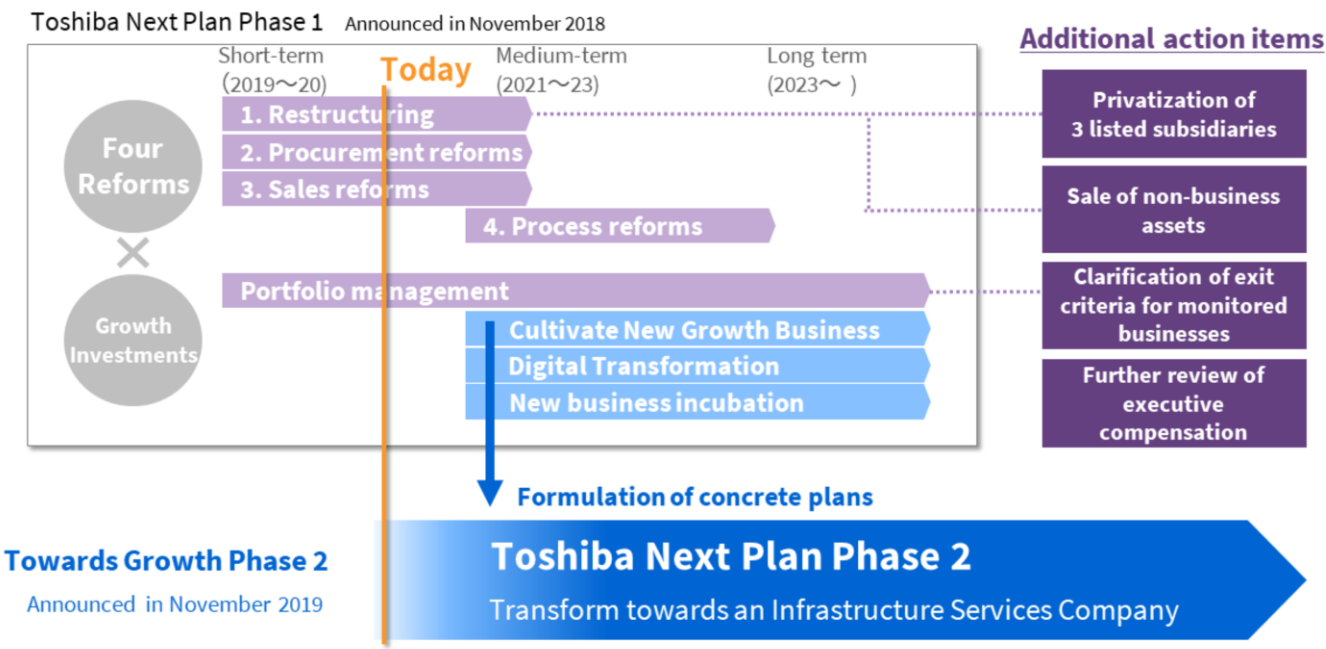 Toshiba Next Plan Phase 1 Announced in November 2018
Additional action items
Short-term
(2019～20)
Today
Medium-term
(2021～23)
Long term
(2023～ )
Four
Reforms
1. Restructuring
2. Procurement reforms
3. Sales reforms
4. Process reforms
×
Growth
Investments
Portfolio management
Cultivate New Growth Business
Digital Transformation
New business incubation
Privatization of
3 listed subsidiaries
Sale of non-business
assets
Clarification of exit
criteria for monitored
businesses
Further review of
executive
compensation
Formulation of concrete plans
Towards Growth Phase 2
Announced in November 2019
Toshiba Next Plan Phase 2
Transform towards an Infrastructure Services Company